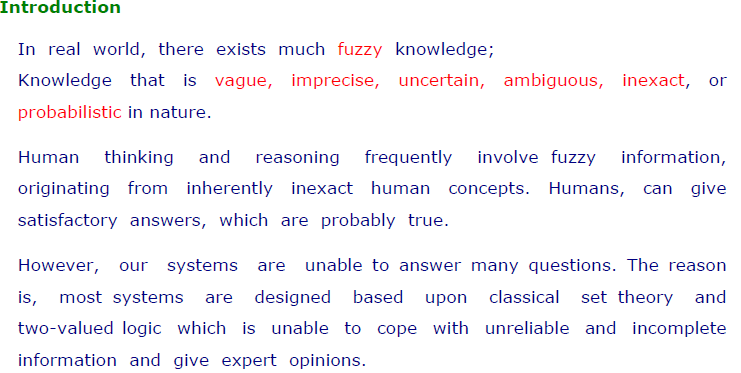 Introduction
In real world, there exists much fuzzy knowledge;
Knowledge that is vague, imprecise, uncertain, ambiguous, inexact, or
probabilistic in nature.
Human thinking and reasoning frequently involve fuzzy information,
originating from inherently inexact human concepts. Humans, can give
satisfactory answers, which are probably true.
However, our systems are unable to answer many questions. The reason
is, most systems are designed based upon classical set theory and
two-valued logic which is unable to cope with unreliable and incomplete
information and give expert opinions.